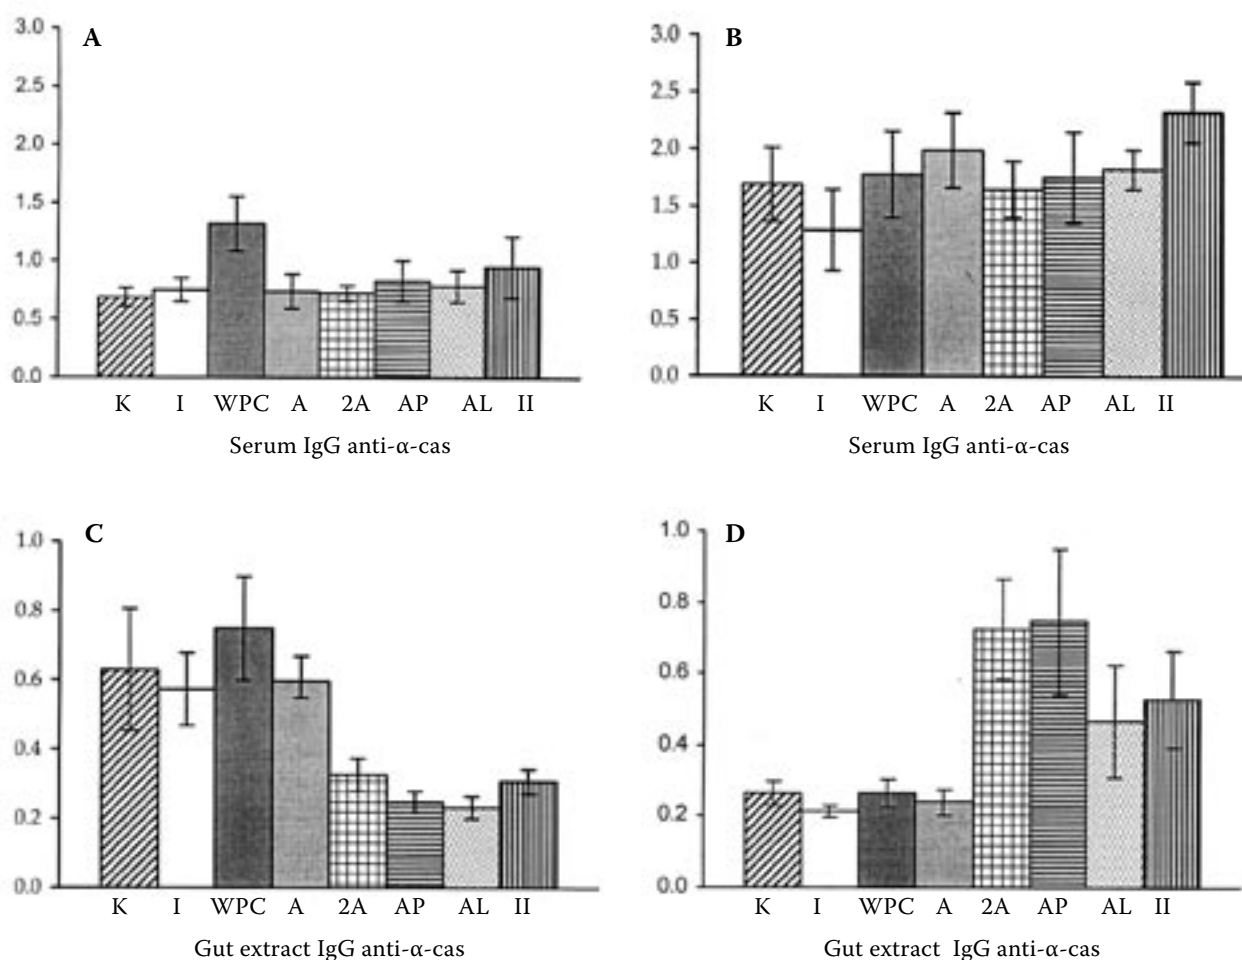 A
3.0
2.5
2.0
1.5
1.0
0.5
0.0
K I WPC A 2A AP AL II
Serum IgG anti-α-cas
B
3.0
2.5
2.0
1.5
1.0
0.5
0.0
K I WPC A 2A AP AL II
Serum IgG anti-α-cas
C
1.0
0.8
0.6
0.4
0.2
0.0
K I WPC A 2A AP AL II
Gut extract IgG anti-α-cas
D
1.0
0.8
0.6
0.4
0.2
0.0
K I WPC A 2A AP AL II
Gut extract IgG anti-α-cas